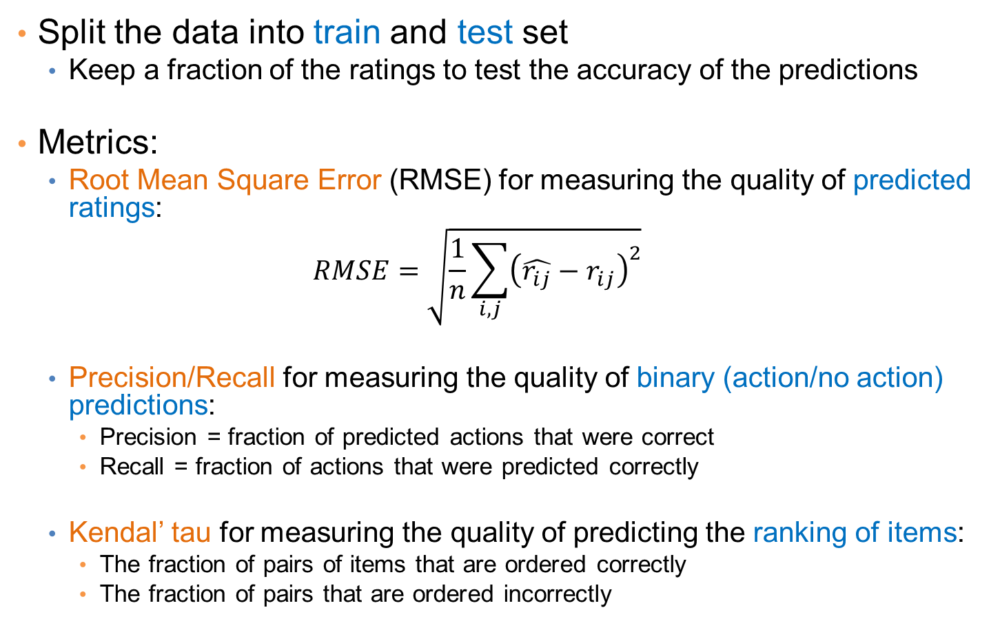 • Split the data into train and test set
• Keep a fraction of the ratings to test the accuracy of the predictions
• Metrics:
• Root Mean Square Error (RMSE) for measuring the quality of predicted
ratings:
RMSE = √(1/n ∑_{i,j} (\widehat{r_{ij}} − r_{ij})²)
• Precision/Recall for measuring the quality of binary (action/no action)
predictions:
• Precision = fraction of predicted actions that were correct
• Recall = fraction of actions that were predicted correctly
• Kendal’ tau for measuring the quality of predicting the ranking of items:
• The fraction of pairs of items that are ordered correctly
• The fraction of pairs that are ordered incorrectly